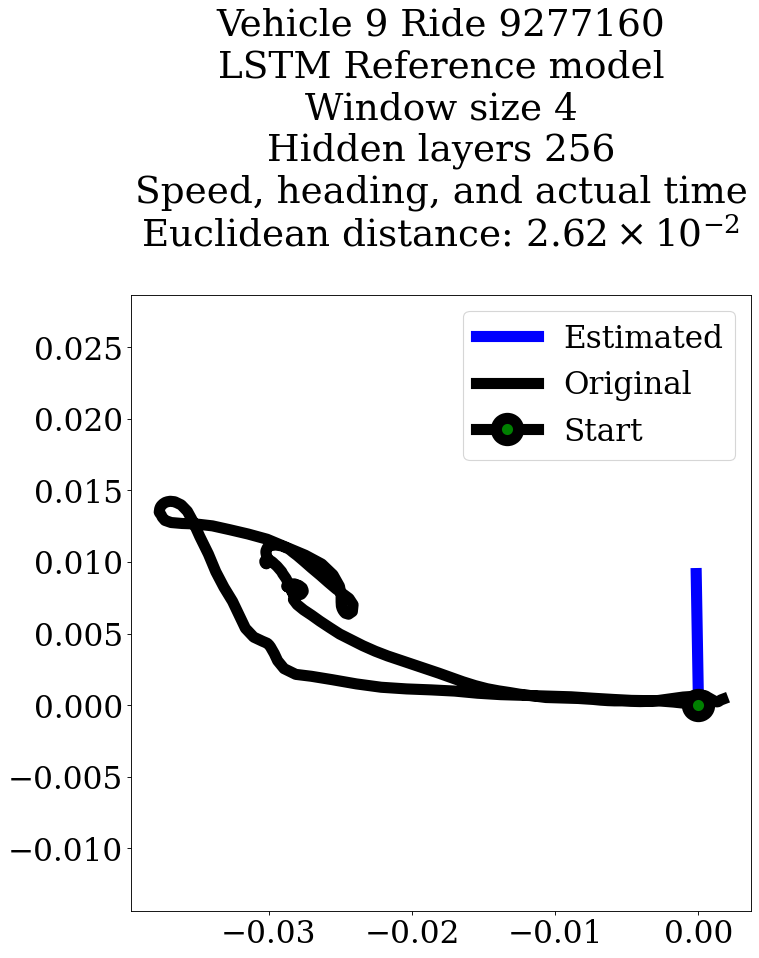 Vehicle 9 Ride 9277160
LSTM Reference model
Window size 4
Hidden layers 256
Speed, heading, and actual time
Euclidean distance: 2.62 × 10⁻²
Estimated
Original
Start
0.025
0.020
0.015
0.010
0.005
0.000
−0.005
−0.010
−0.03 −0.02 −0.01 0.00